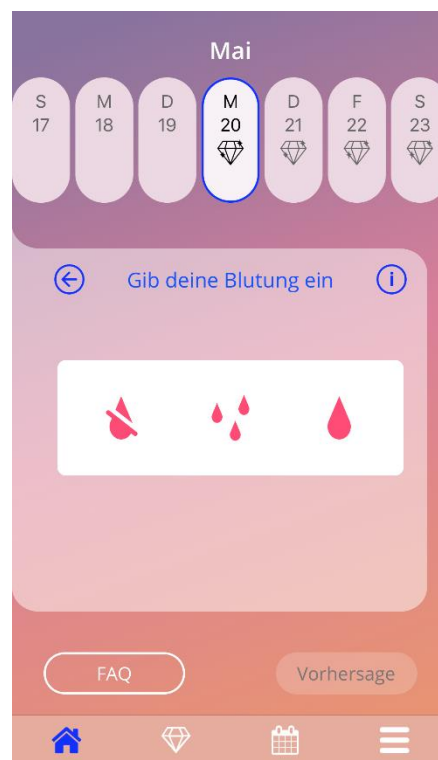 Mai
S M D M D F S
17 18 19 20 21 22 23
Gib deine Blutung ein
i
FAQ
Vorhersage